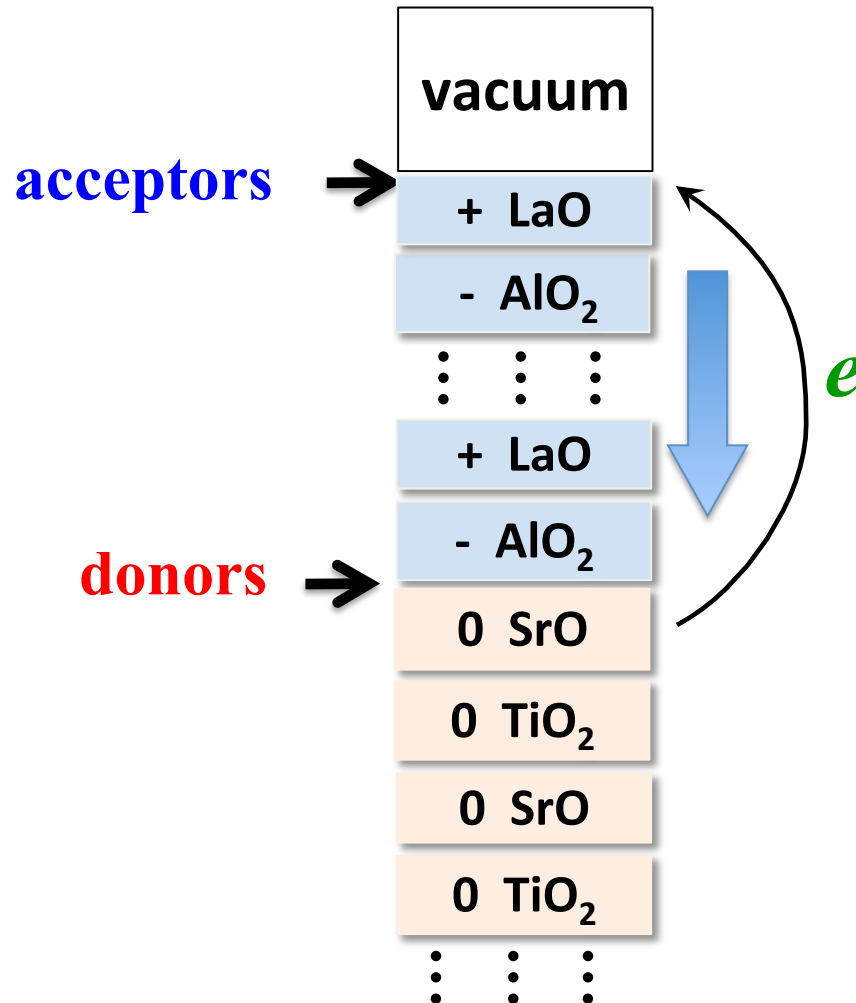 vacuum
acceptors
+ LaO
- AlO₂
e
+ LaO
- AlO₂
donors
0 SrO
0 TiO₂
0 SrO
0 TiO₂